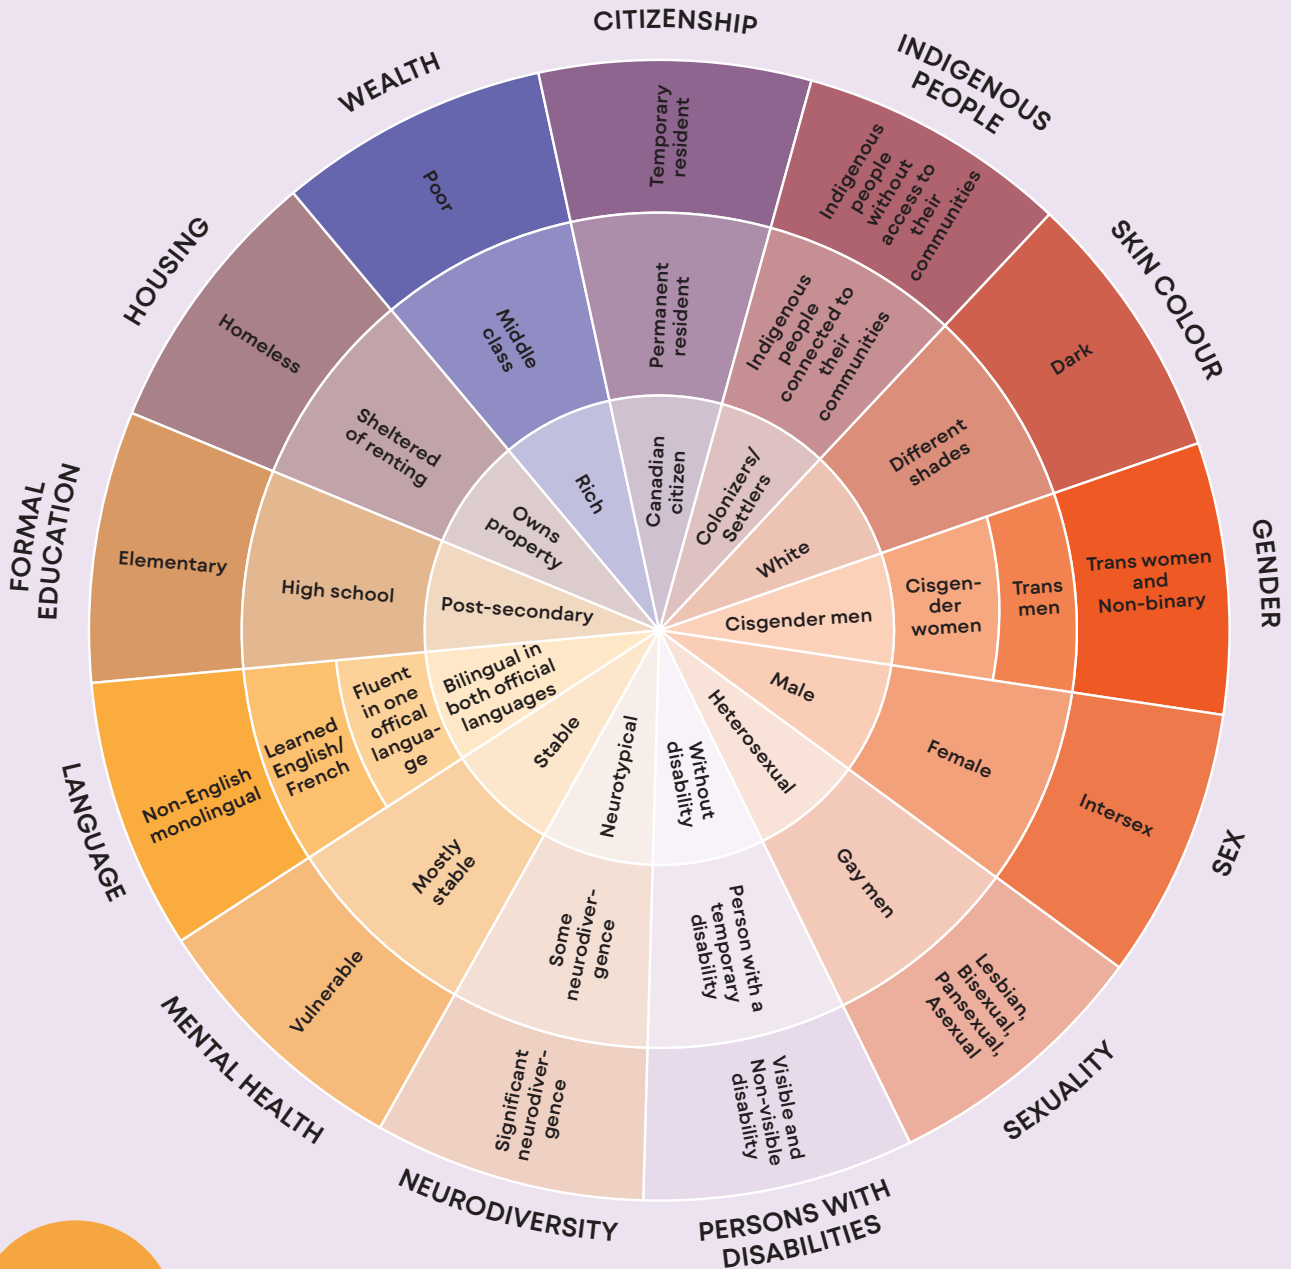 CITIZENSHIP
Temporary
resident
Permanent
resident
Canadian
citizen
INDIGENOUS
PEOPLE
Indigenous
people
without
access to
their
communities
Indigenous
people
connected to
their
communities
Colonizers/
Settlers
SKIN COLOUR
Dark
Different
shades
White
GENDER
Trans women
and
Non-binary
Trans
men
Cisgen-
der
women
Cisgender men
SEX
Intersex
Female
Male
SEXUALITY
Lesbian,
Bisexual,
Pansexual,
Asexual
Gay men
Heterosexual
PERSONS WITH
DISABILITIES
Visible and
Non-visible
disability
Person with a
temporary
disability
Without
disability
NEURODIVERSITY
Significant
neurodiver-
gence
Some
neurodiver-
gence
Neurotypical
MENTAL HEALTH
Vulnerable
Mostly
stable
Stable
LANGUAGE
Non-English
monolingual
Learned
English/
French
Fluent
in one
offical
langua-
ge
Bilingual in
both official
languages
FORMAL
EDUCATION
Elementary
High school
Post-secondary
HOUSING
Homeless
Sheltered
of renting
Owns
property
WEALTH
Poor
Middle
class
Rich